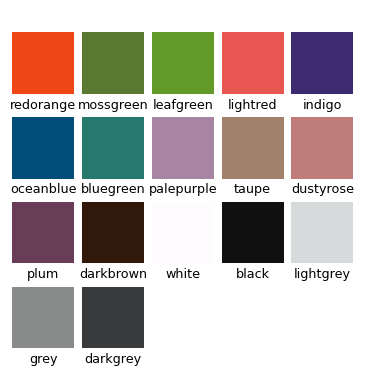 redorange mossgreen leafgreen lightred indigo
oceanblue bluegreen palepurple taupe dustyrose
plum darkbrown white black lightgrey
grey darkgrey